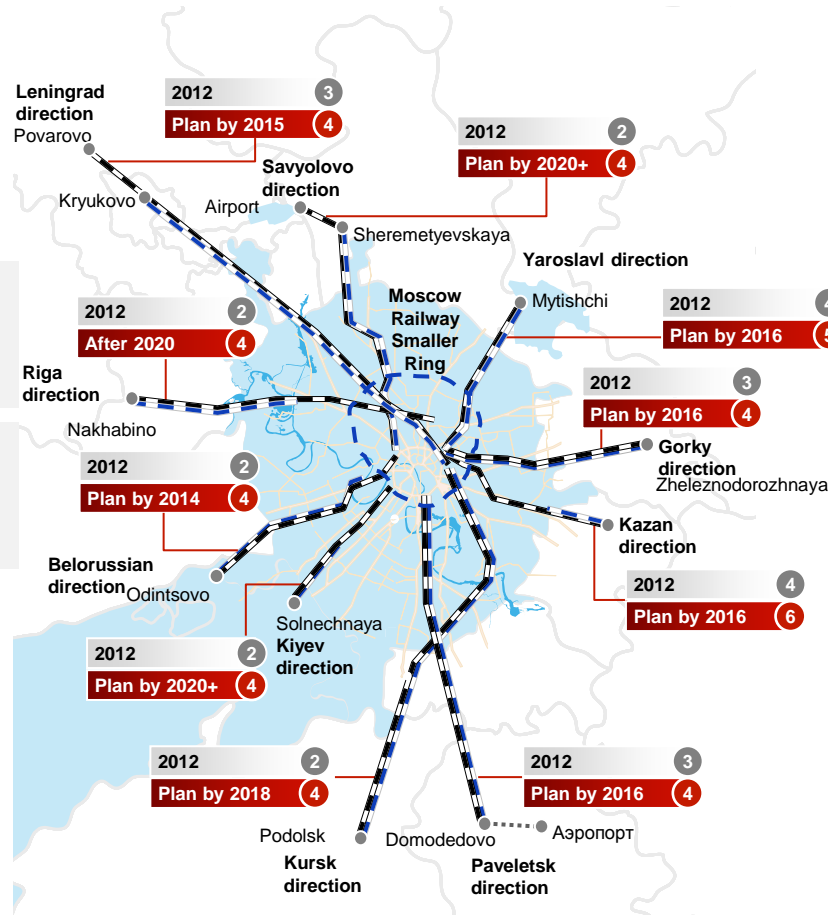 Leningrad
direction
Povarovo
2012 3
Plan by 2015 4
2012 2
Plan by 2020+ 4
Savyolovo
direction
Kryukovo
Airport
Sheremetyevskaya
Yaroslavl direction
Mytishchi
Moscow
Railway
Smaller
Ring
2012 4
Plan by 2016 5
2012 2
After 2020 4
Riga
direction
Nakhabino
2012 3
Plan by 2016 4
Gorky
direction
Zheleznodorozhnaya
2012 2
Plan by 2014 4
Kazan
direction
Belorussian
direction
Odintsovo
2012 4
Plan by 2016 6
Solnechnaya
Kiyev
direction
2012 2
Plan by 2020+ 4
2012 2
Plan by 2018 4
2012 3
Plan by 2016 4
Podolsk
Kursk
direction
Domodedovo
Аэропорт
Paveletsk
direction